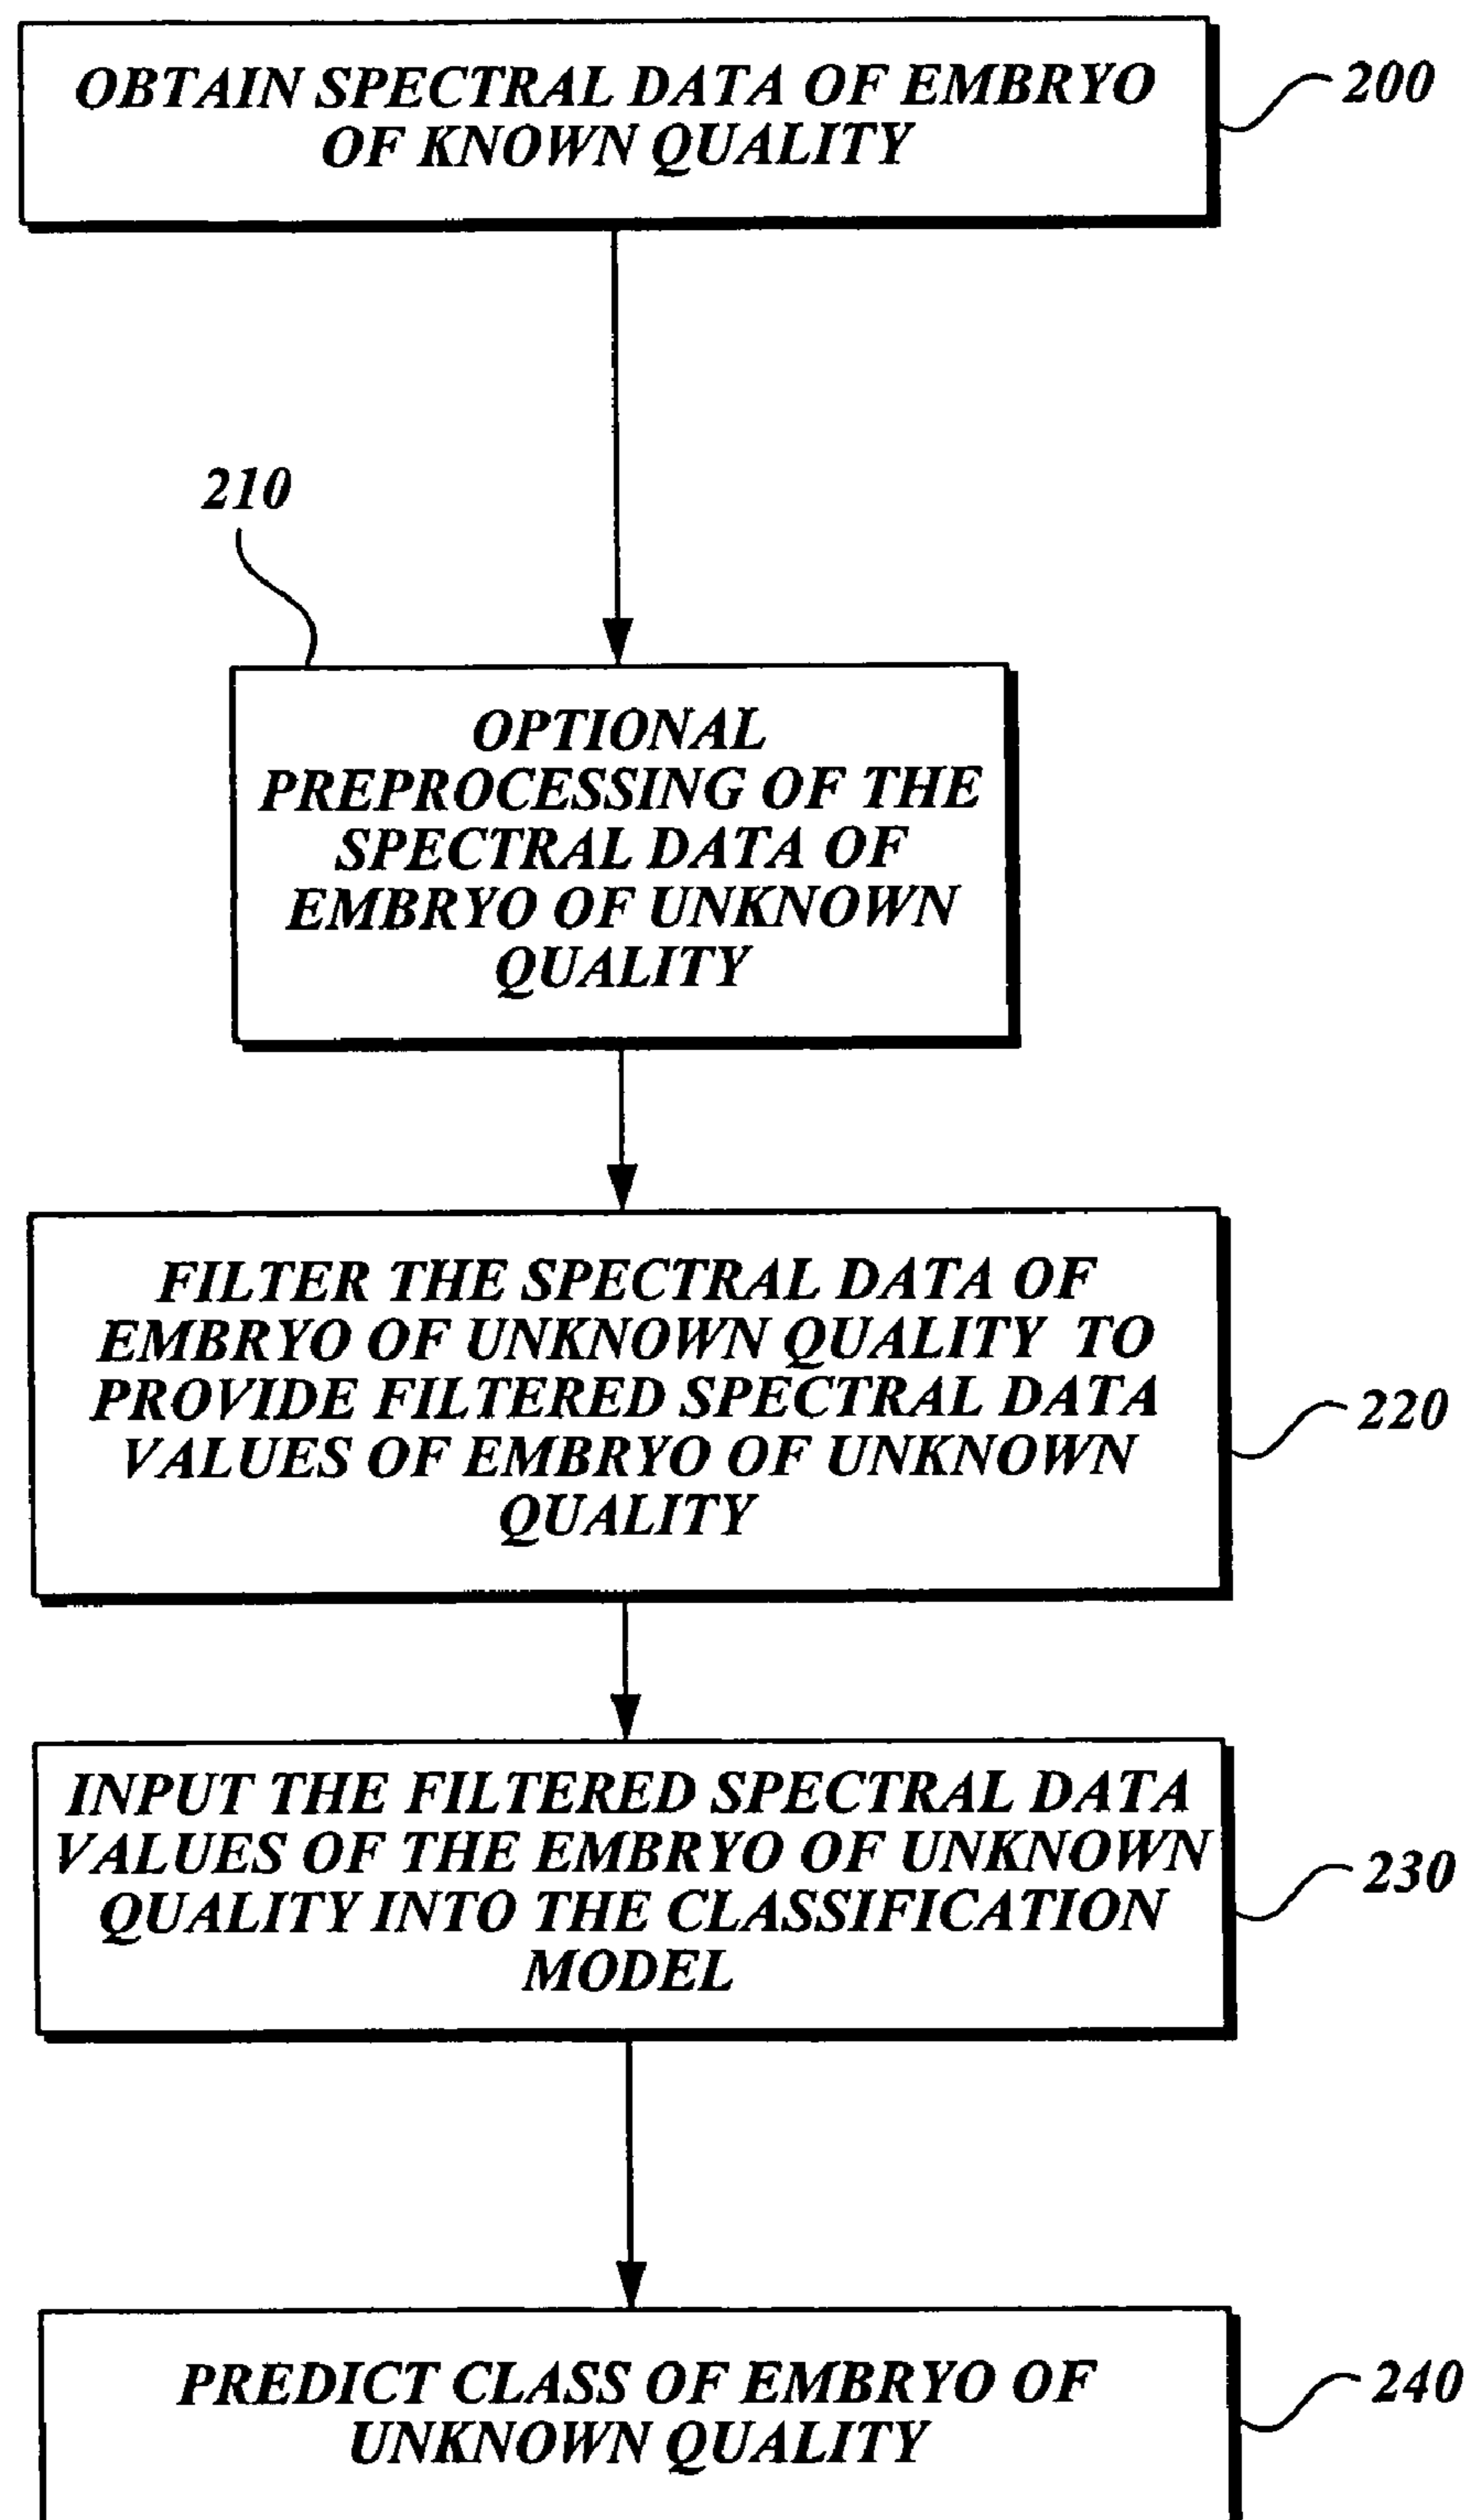 OBTAIN SPECTRAL DATA OF EMBRYO
OF KNOWN QUALITY
200
210
OPTIONAL
PREPROCESSING OF THE
SPECTRAL DATA OF
EMBRYO OF UNKNOWN
QUALITY
FILTER THE SPECTRAL DATA OF
EMBRYO OF UNKNOWN QUALITY TO
PROVIDE FILTERED SPECTRAL DATA
VALUES OF EMBRYO OF UNKNOWN
QUALITY
220
INPUT THE FILTERED SPECTRAL DATA
VALUES OF THE EMBRYO OF UNKNOWN
QUALITY INTO THE CLASSIFICATION
MODEL
230
PREDICT CLASS OF EMBRYO OF
UNKNOWN QUALITY
240